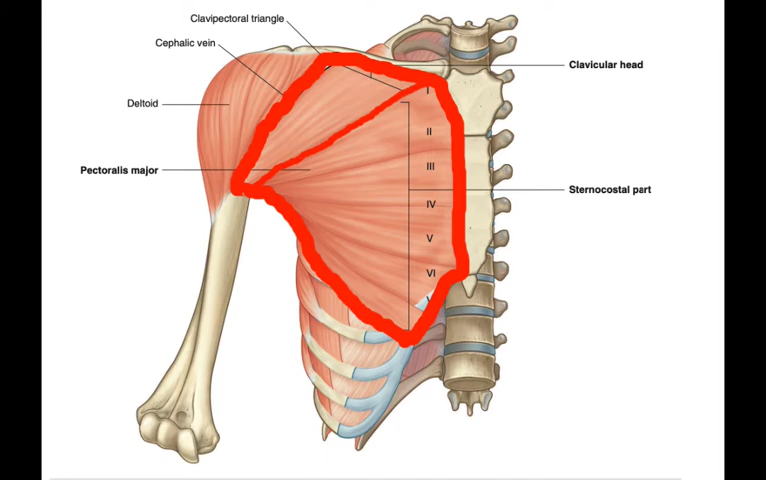 Clavipectoral triangle
Cephalic vein
Clavicular head
I
Deltoid
II
III
Pectoralis major
Sternocostal part
IV
V
VI